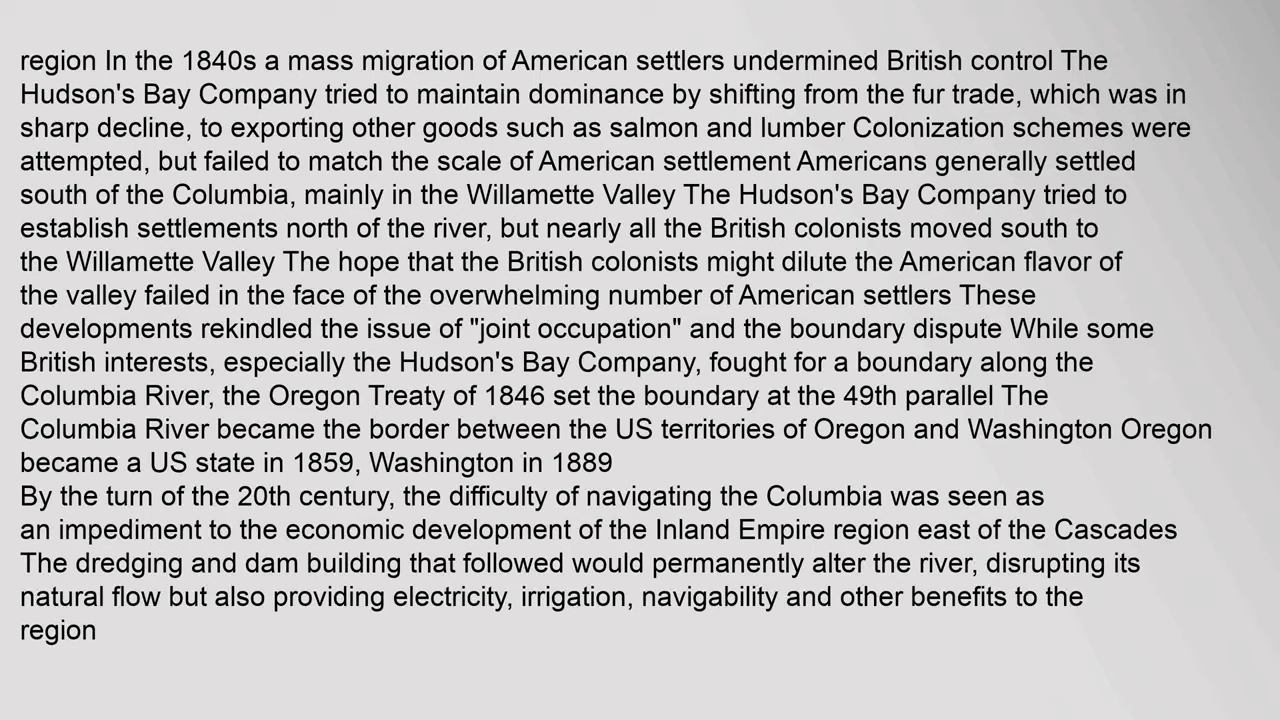 region In the 1840s a mass migration of American settlers undermined British control The
Hudson's Bay Company tried to maintain dominance by shifting from the fur trade, which was in
sharp decline, to exporting other goods such as salmon and lumber Colonization schemes were
attempted, but failed to match the scale of American settlement Americans generally settled
south of the Columbia, mainly in the Willamette Valley The Hudson's Bay Company tried to
establish settlements north of the river, but nearly all the British colonists moved south to
the Willamette Valley The hope that the British colonists might dilute the American flavor of
the valley failed in the face of the overwhelming number of American settlers These
developments rekindled the issue of "joint occupation" and the boundary dispute While some
British interests, especially the Hudson's Bay Company, fought for a boundary along the
Columbia River, the Oregon Treaty of 1846 set the boundary at the 49th parallel The
Columbia River became the border between the US territories of Oregon and Washington Oregon
became a US state in 1859, Washington in 1889
By the turn of the 20th century, the difficulty of navigating the Columbia was seen as
an impediment to the economic development of the Inland Empire region east of the Cascades
The dredging and dam building that followed would permanently alter the river, disrupting its
natural flow but also providing electricity, irrigation, navigability and other benefits to the
region